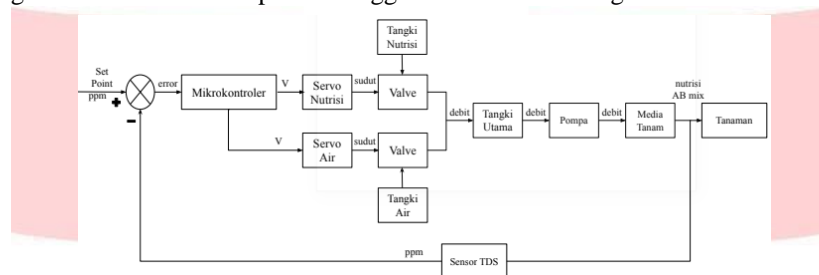 Tangki
Nutrisi
Set
Point
ppm
error
Mikrokontroler
V
Servo
Nutrisi
sudut
Valve
debit
Tangki
Utama
debit
Pompa
debit
Media
Tanam
nutrisi
AB mix
Tanaman
V
Servo
Air
sudut
Valve
Tangki
Air
ppm
Sensor TDS